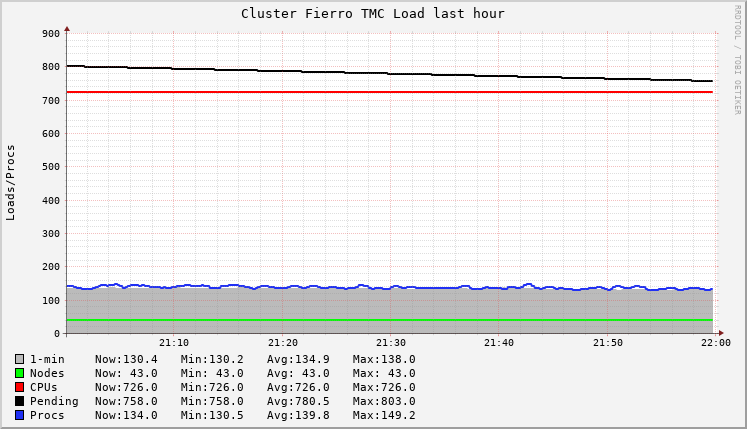 Cluster Fierro TMC Load last hour
RRDTOOL / TOBI OETIKER
Loads/Procs
900
800
700
600
500
400
300
200
100
0
21:10 21:20 21:30 21:40 21:50 22:00
1-min Now:130.4 Min:130.2 Avg:134.9 Max:138.0
Nodes Now: 43.0 Min: 43.0 Avg: 43.0 Max: 43.0
CPUs Now:726.0 Min:726.0 Avg:726.0 Max:726.0
Pending Now:758.0 Min:758.0 Avg:780.5 Max:803.0
Procs Now:134.0 Min:130.5 Avg:139.8 Max:149.2